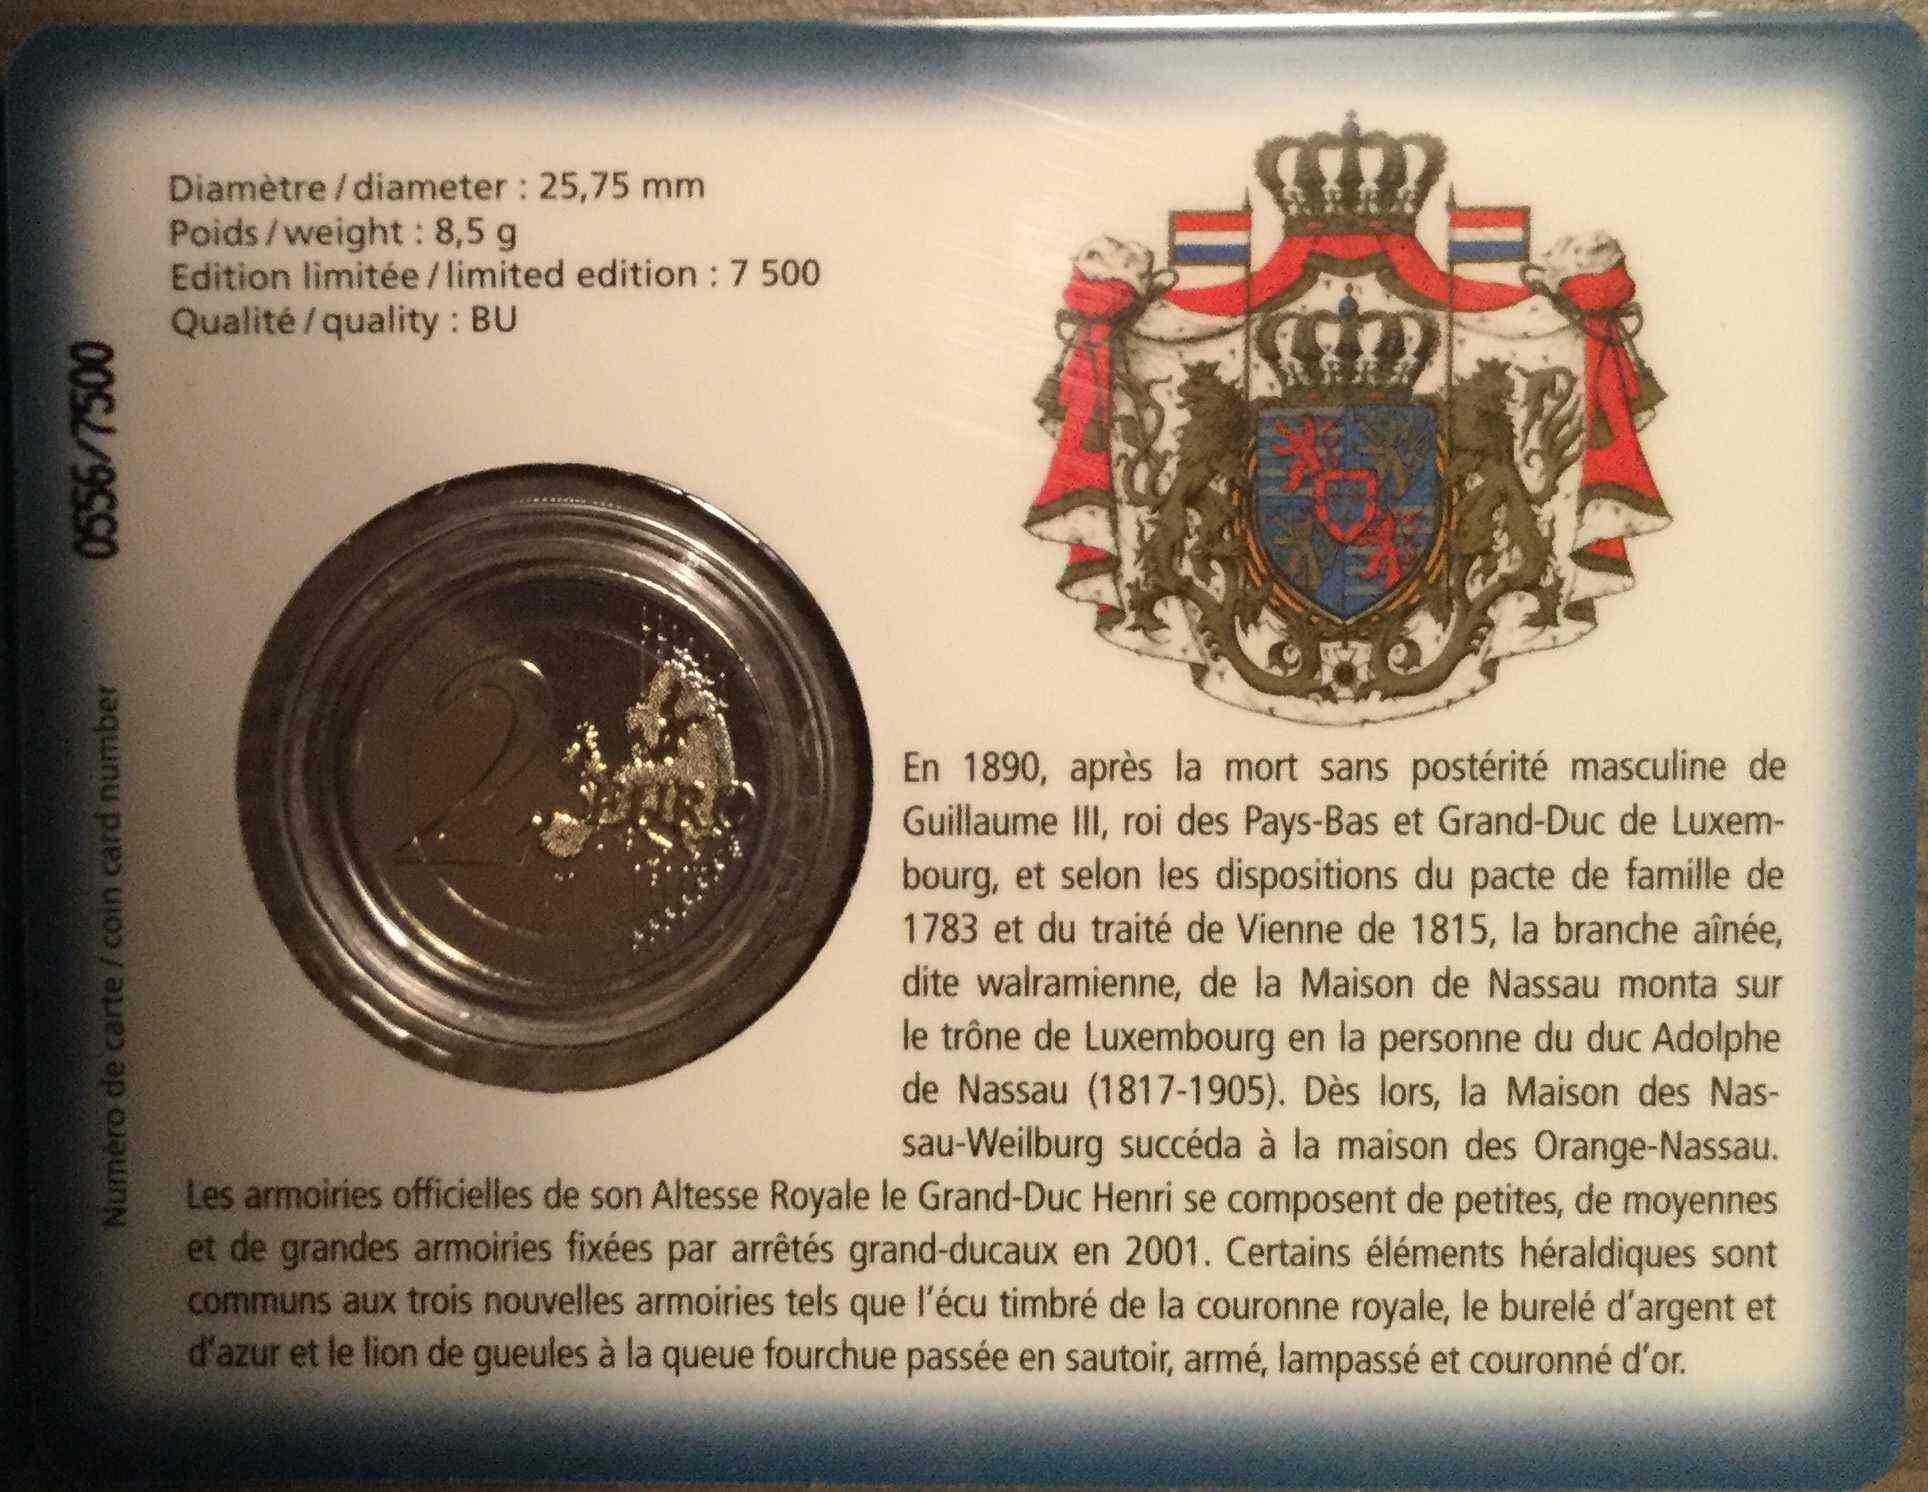 Diamètre / diameter : 25,75 mm
Poids / weight : 8,5 g
Edition limitée / limited edition : 7 500
Qualité / quality : BU
Numéro de carte / coin card number 0556/7500
2 EURO
En 1890, après la mort sans postérité masculine de
Guillaume III, roi des Pays-Bas et Grand-Duc de Luxem-
bourg, et selon les dispositions du pacte de famille de
1783 et du traité de Vienne de 1815, la branche aînée,
dite walramienne, de la Maison de Nassau monta sur
le trône de Luxembourg en la personne du duc Adolphe
de Nassau (1817-1905). Dès lors, la Maison des Nas-
sau-Weilburg succéda à la maison des Orange-Nassau.
Les armoiries officielles de son Altesse Royale le Grand-Duc Henri se composent de petites, de moyennes
et de grandes armoiries fixées par arrêtés grand-ducaux en 2001. Certains éléments héraldiques sont
communs aux trois nouvelles armoiries tels que l'écu timbré de la couronne royale, le burelé d'argent et
d'azur et le lion de gueules à la queue fourchue passée en sautoir, armé, lampassé et couronné d'or.